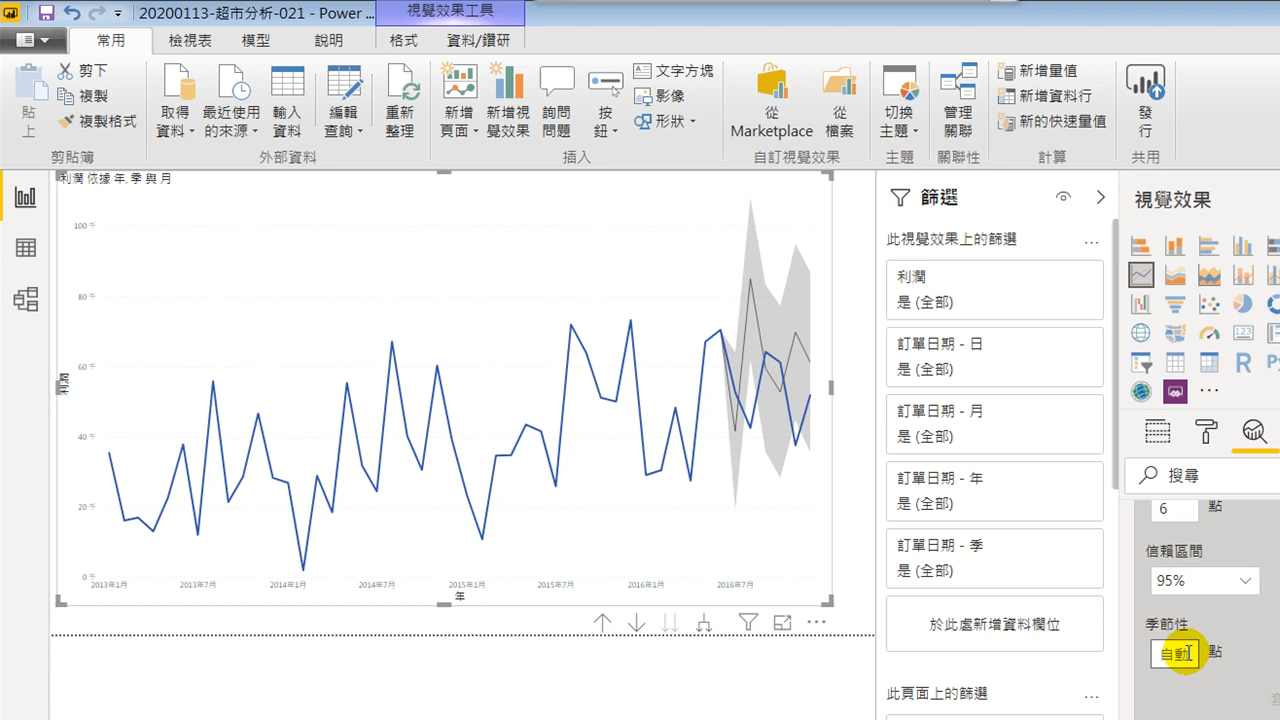 20200113-超市分析-021 - Power ...
視覺效果工具
常用
檢視表
模型
說明
格式
資料/鑽研
貼上
剪下
複製
複製格式
剪貼簿
取得資料
最近使用的來源
輸入資料
編輯查詢
重新整理
外部資料
新增頁面
新增視覺效果
詢問問題
按鈕
文字方塊
影像
形狀
插入
從 Marketplace
從檔案
自訂視覺效果
切換主題
主題
管理關聯
關聯性
新增量值
新增資料行
新的快速量值
計算
發行
共用
利潤 依據 年, 季 與 月
100 千
80 千
60 千
40 千
20 千
0 千
利潤
2013年1月
2013年7月
2014年1月
2014年7月
2015年1月
2015年7月
2016年1月
2016年7月
年
篩選
此視覺效果上的篩選
...
利潤
是 (全部)
訂單日期 - 日
是 (全部)
訂單日期 - 月
是 (全部)
訂單日期 - 年
是 (全部)
訂單日期 - 季
是 (全部)
於此處新增資料欄位
此頁面上的篩選
...
視覺效果
123
R
Py
搜尋
6 點
信賴區間
95%
季節性
自動 點